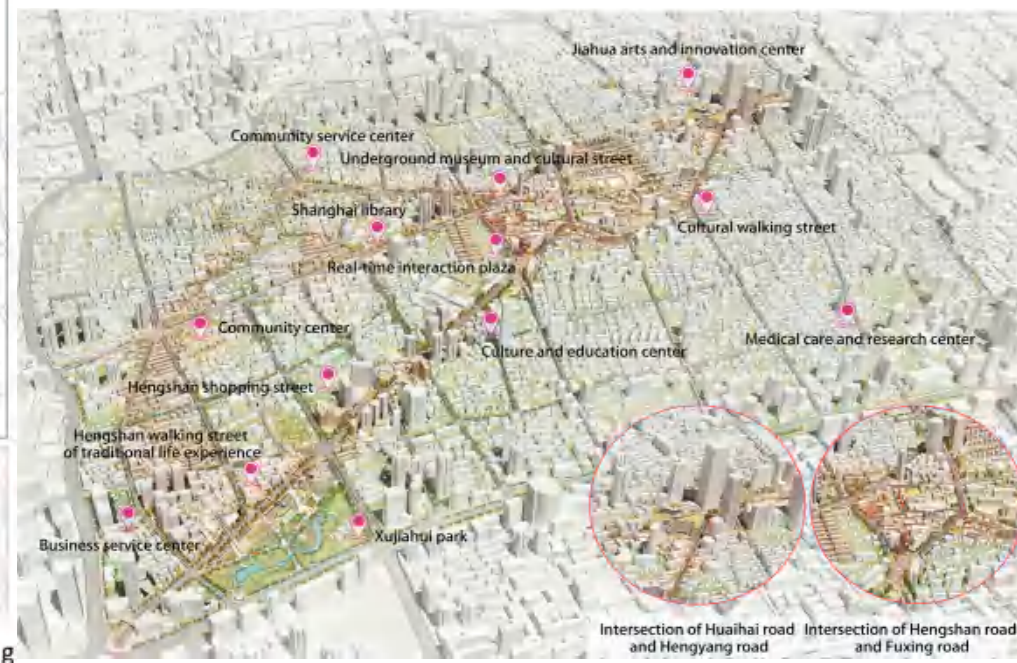 Jiahua arts and innovation center
Community service center
Underground museum and cultural street
Shanghai library
Cultural walking street
Real-time interaction plaza
Community center
Culture and education center
Medical care and research center
Hengshan shopping street
Hengshan walking street
of traditional life experience
Business service center
Xujiahui park
Intersection of Huaihai road
and Hengyang road
Intersection of Hengshan road
and Fuxing road
g